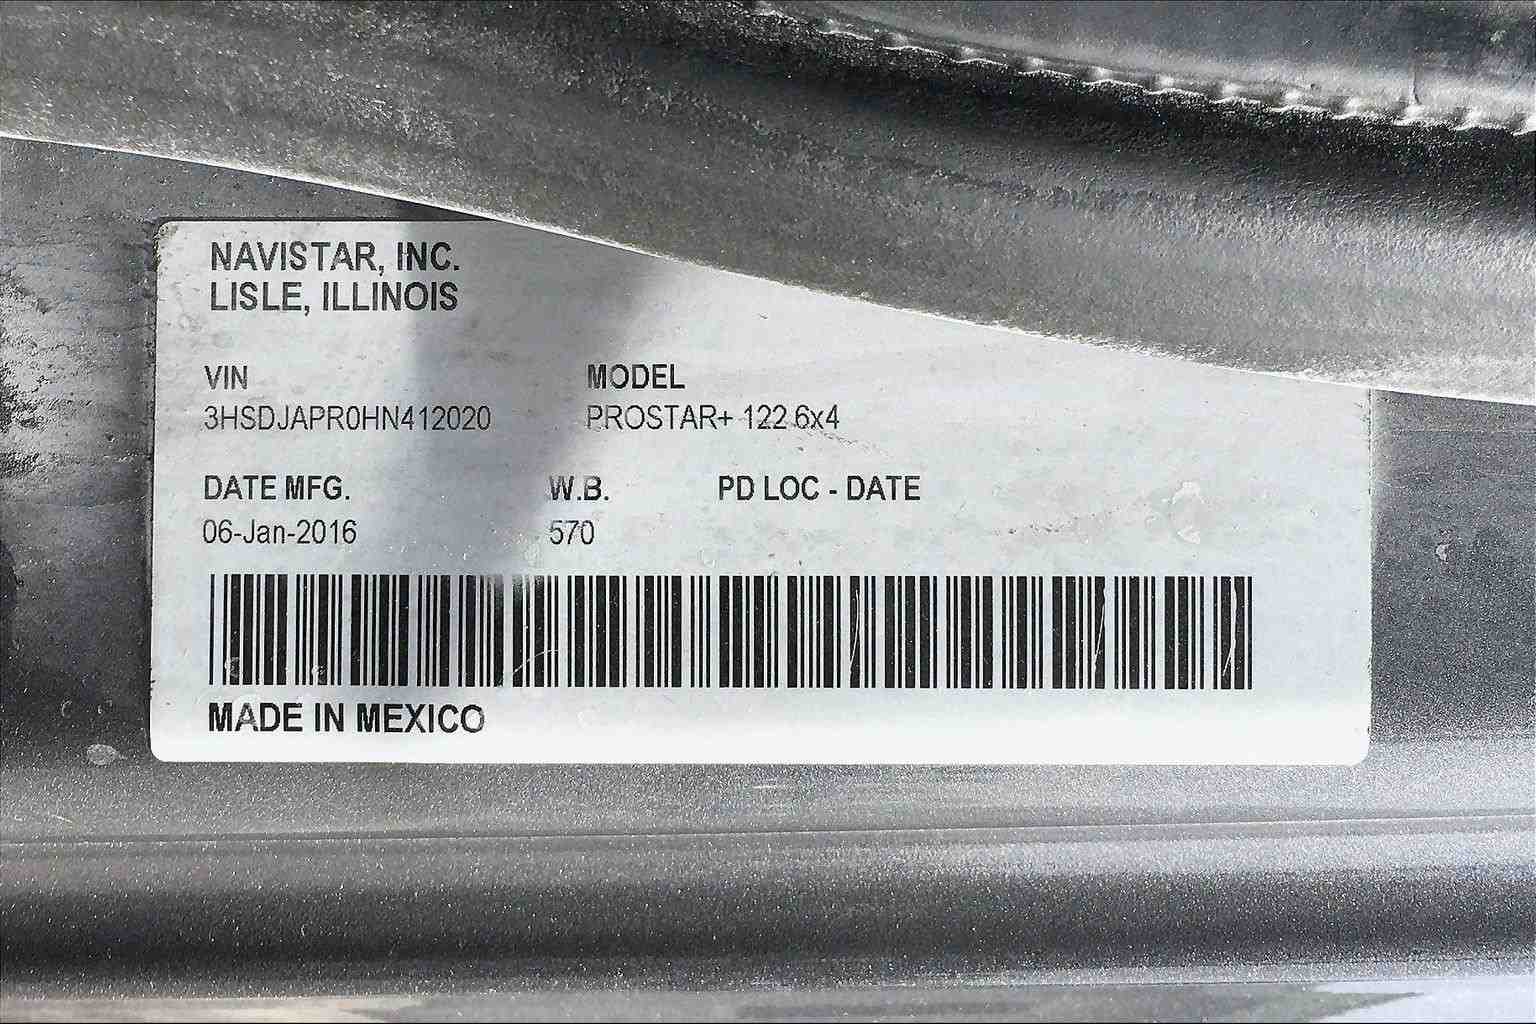 NAVISTAR, INC.
LISLE, ILLINOIS
VIN MODEL
3HSDJAPR0HN412020 PROSTAR+ 122 6x4
DATE MFG. W.B. PD LOC - DATE
06-Jan-2016 570
MADE IN MEXICO